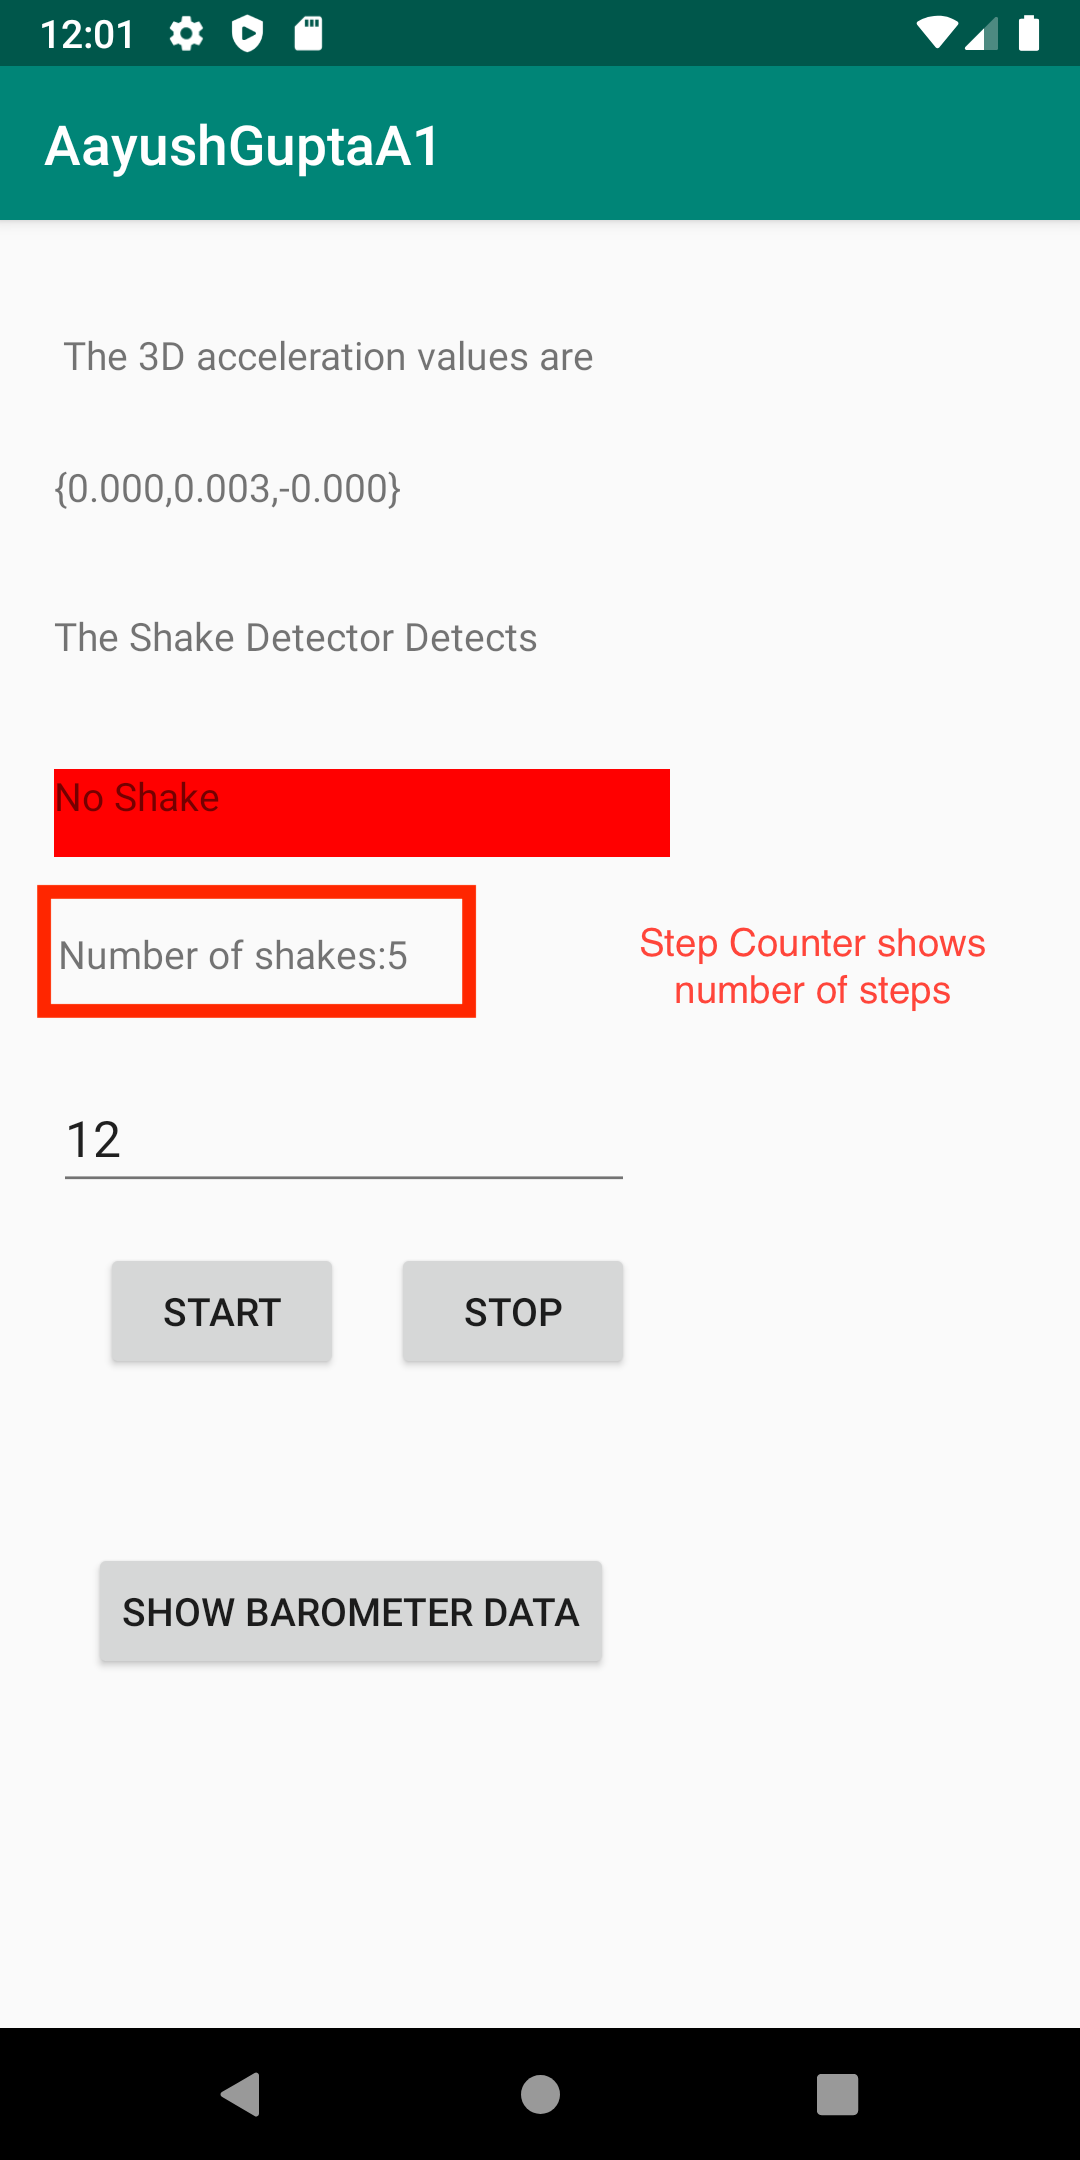 12:01
AayushGuptaA1
The 3D acceleration values are
{0.000,0.003,-0.000}
The Shake Detector Detects
No Shake
Number of shakes:5
Step Counter shows
number of steps
12
START STOP
SHOW BAROMETER DATA